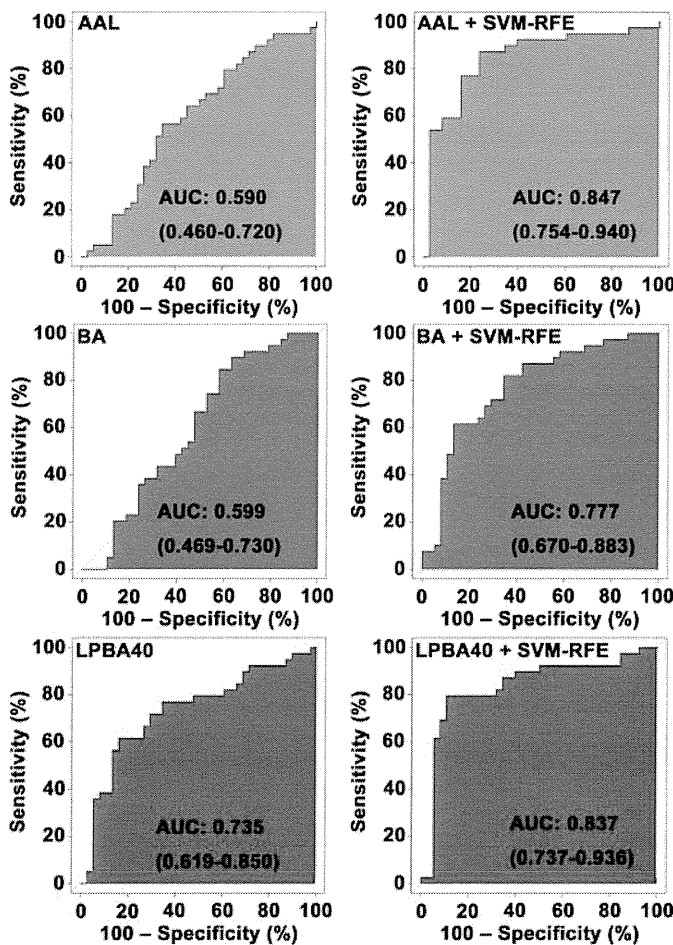 AAL
Sensitivity (%)
100
80
60
40
20
0
AUC: 0.590
(0.460-0.720)
0 20 40 60 80 100
100 – Specificity (%)
AAL + SVM-RFE
Sensitivity (%)
100
80
60
40
20
0
AUC: 0.847
(0.754-0.940)
0 20 40 60 80 100
100 – Specificity (%)
BA
Sensitivity (%)
100
80
60
40
20
0
AUC: 0.599
(0.469-0.730)
0 20 40 60 80 100
100 – Specificity (%)
BA + SVM-RFE
Sensitivity (%)
100
80
60
40
20
0
AUC: 0.777
(0.670-0.883)
0 20 40 60 80 100
100 – Specificity (%)
LPBA40
Sensitivity (%)
100
80
60
40
20
0
AUC: 0.735
(0.619-0.850)
0 20 40 60 80 100
100 – Specificity (%)
LPBA40 + SVM-RFE
Sensitivity (%)
100
80
60
40
20
0
AUC: 0.837
(0.737-0.936)
0 20 40 60 80 100
100 – Specificity (%)